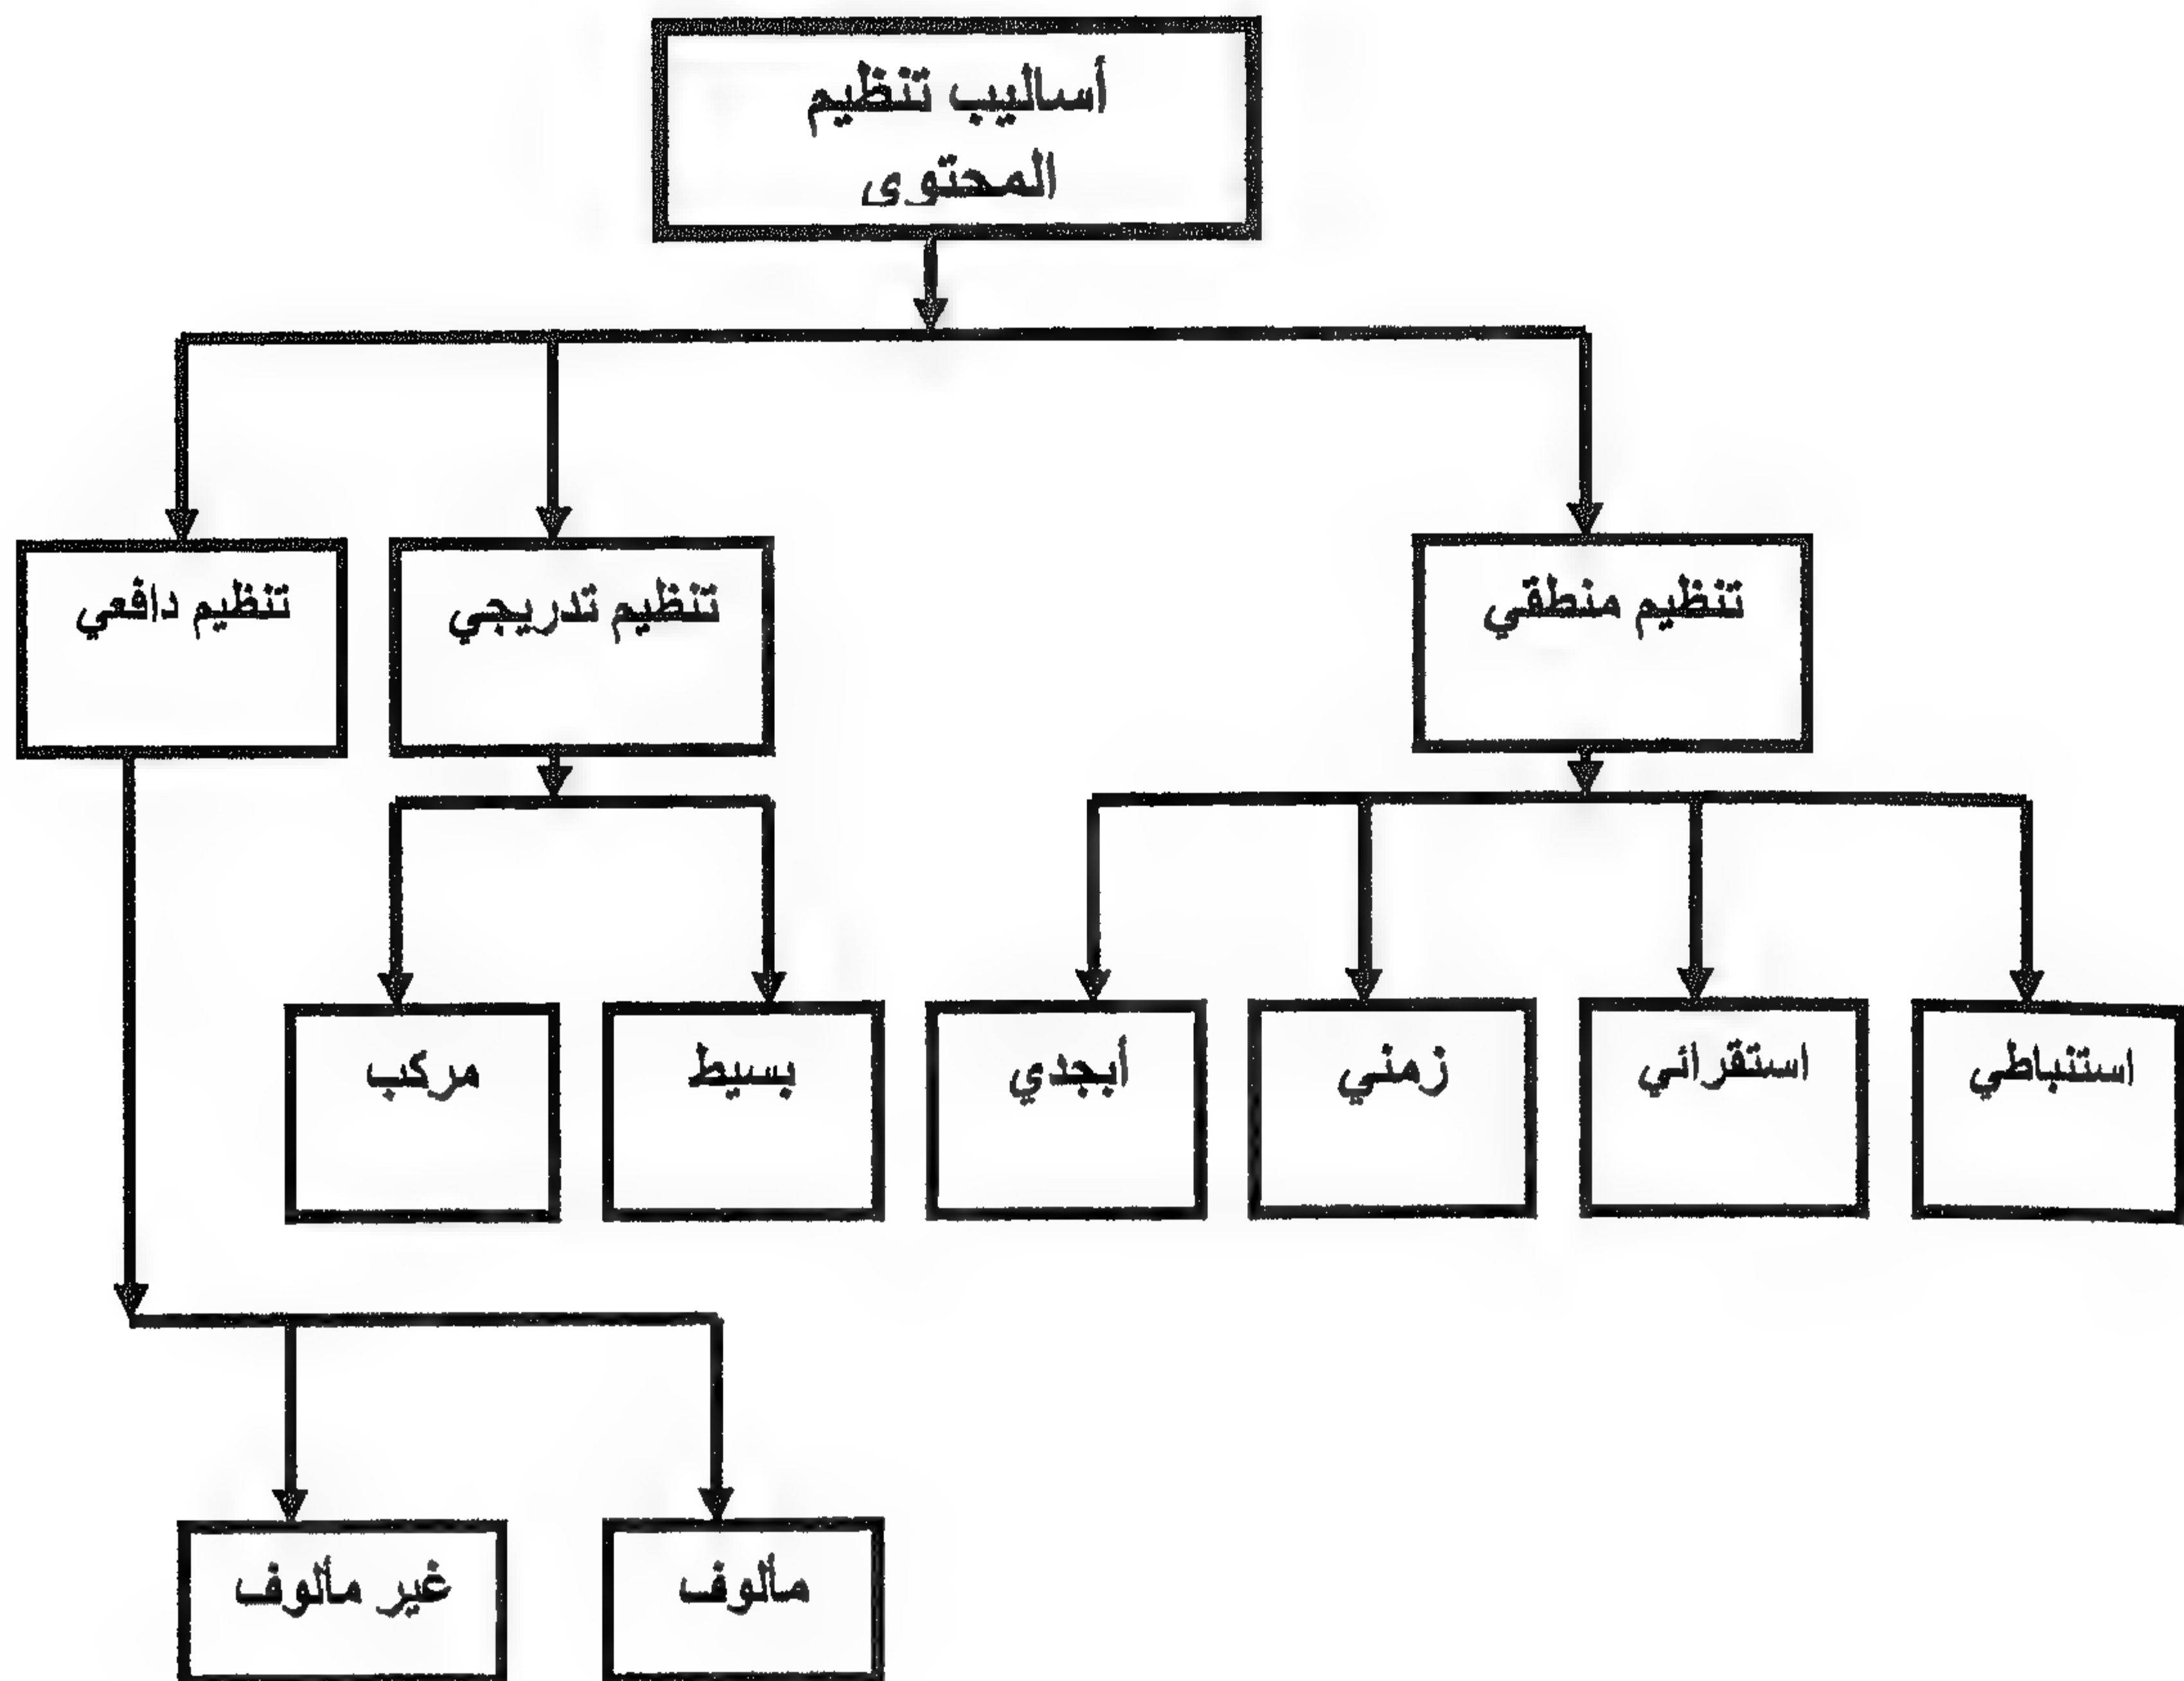 أساليب تنظيم
المحتوى
تنظيم منطقي
تنظيم تدريجي
تنظيم دافعي
استنباطي
استقرائي
زمني
أبجدي
بسيط
مركب
مألوف
غير مألوف